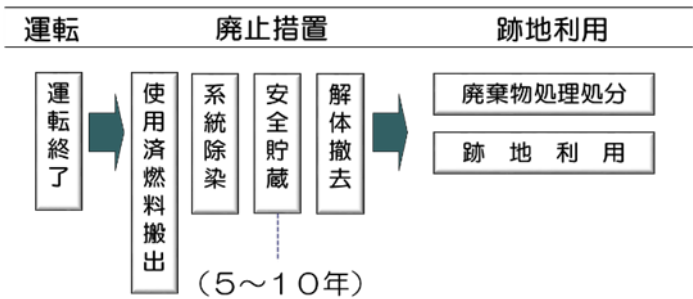 運転
廃止措置
跡地利用
運転終了
使用済燃料搬出
系統除染
安全貯蔵
解体撤去
廃棄物処理処分
跡地利用
(5～10年)